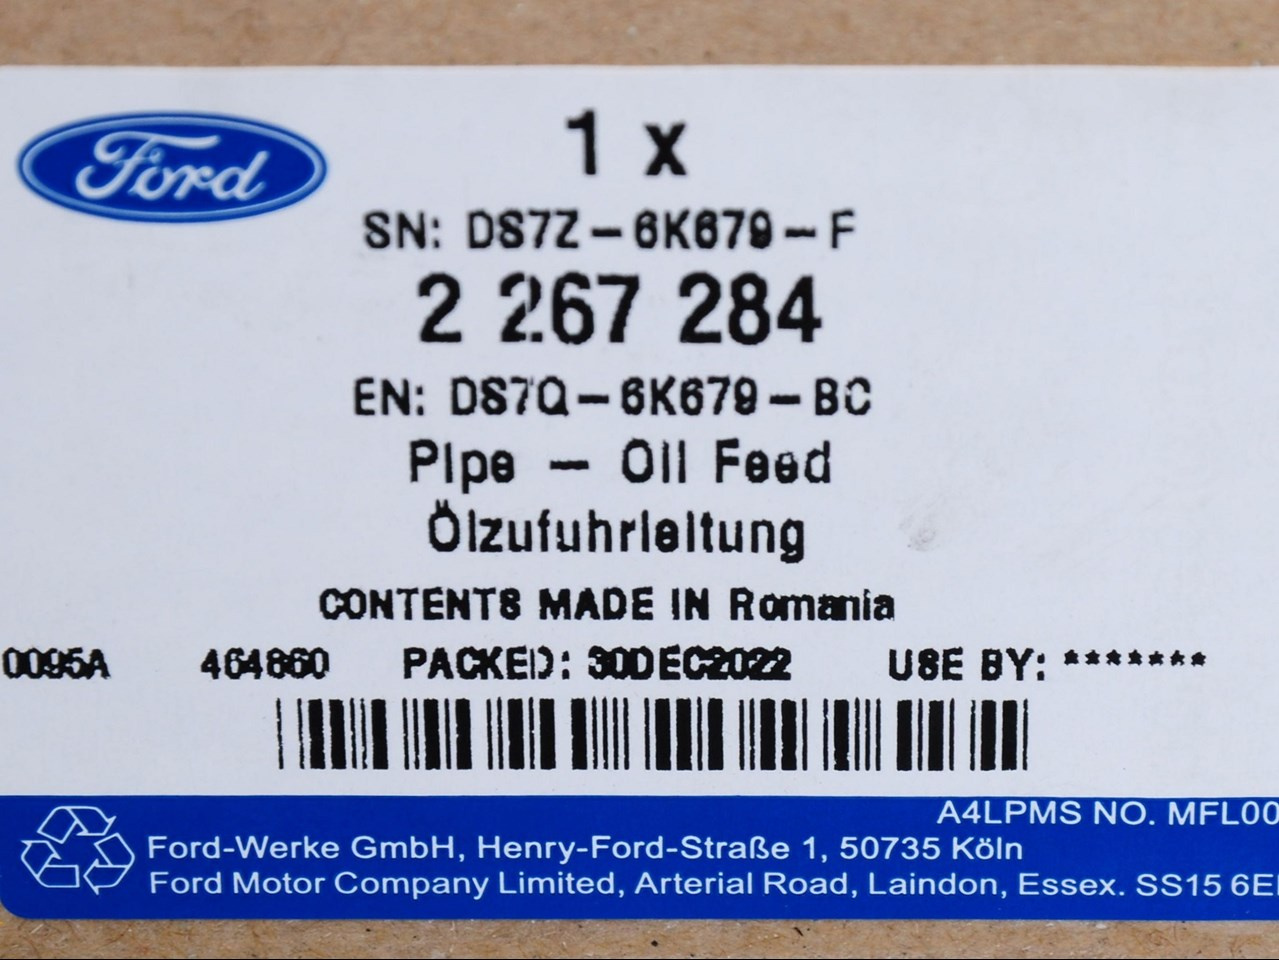 Ford
1 x
SN: DS7Z-6K679-F
2 267 284
EN: DS7Q-6K679-BC
Pipe - Oil Feed
Ölzufuhrleitung
CONTENTS MADE IN Romania
0095A 464860 PACKED: 30DEC2022 USE BY: *******
A4LPMS NO. MFL00
Ford-Werke GmbH, Henry-Ford-Straße 1, 50735 Köln
Ford Motor Company Limited, Arterial Road, Laindon, Essex. SS15 6E